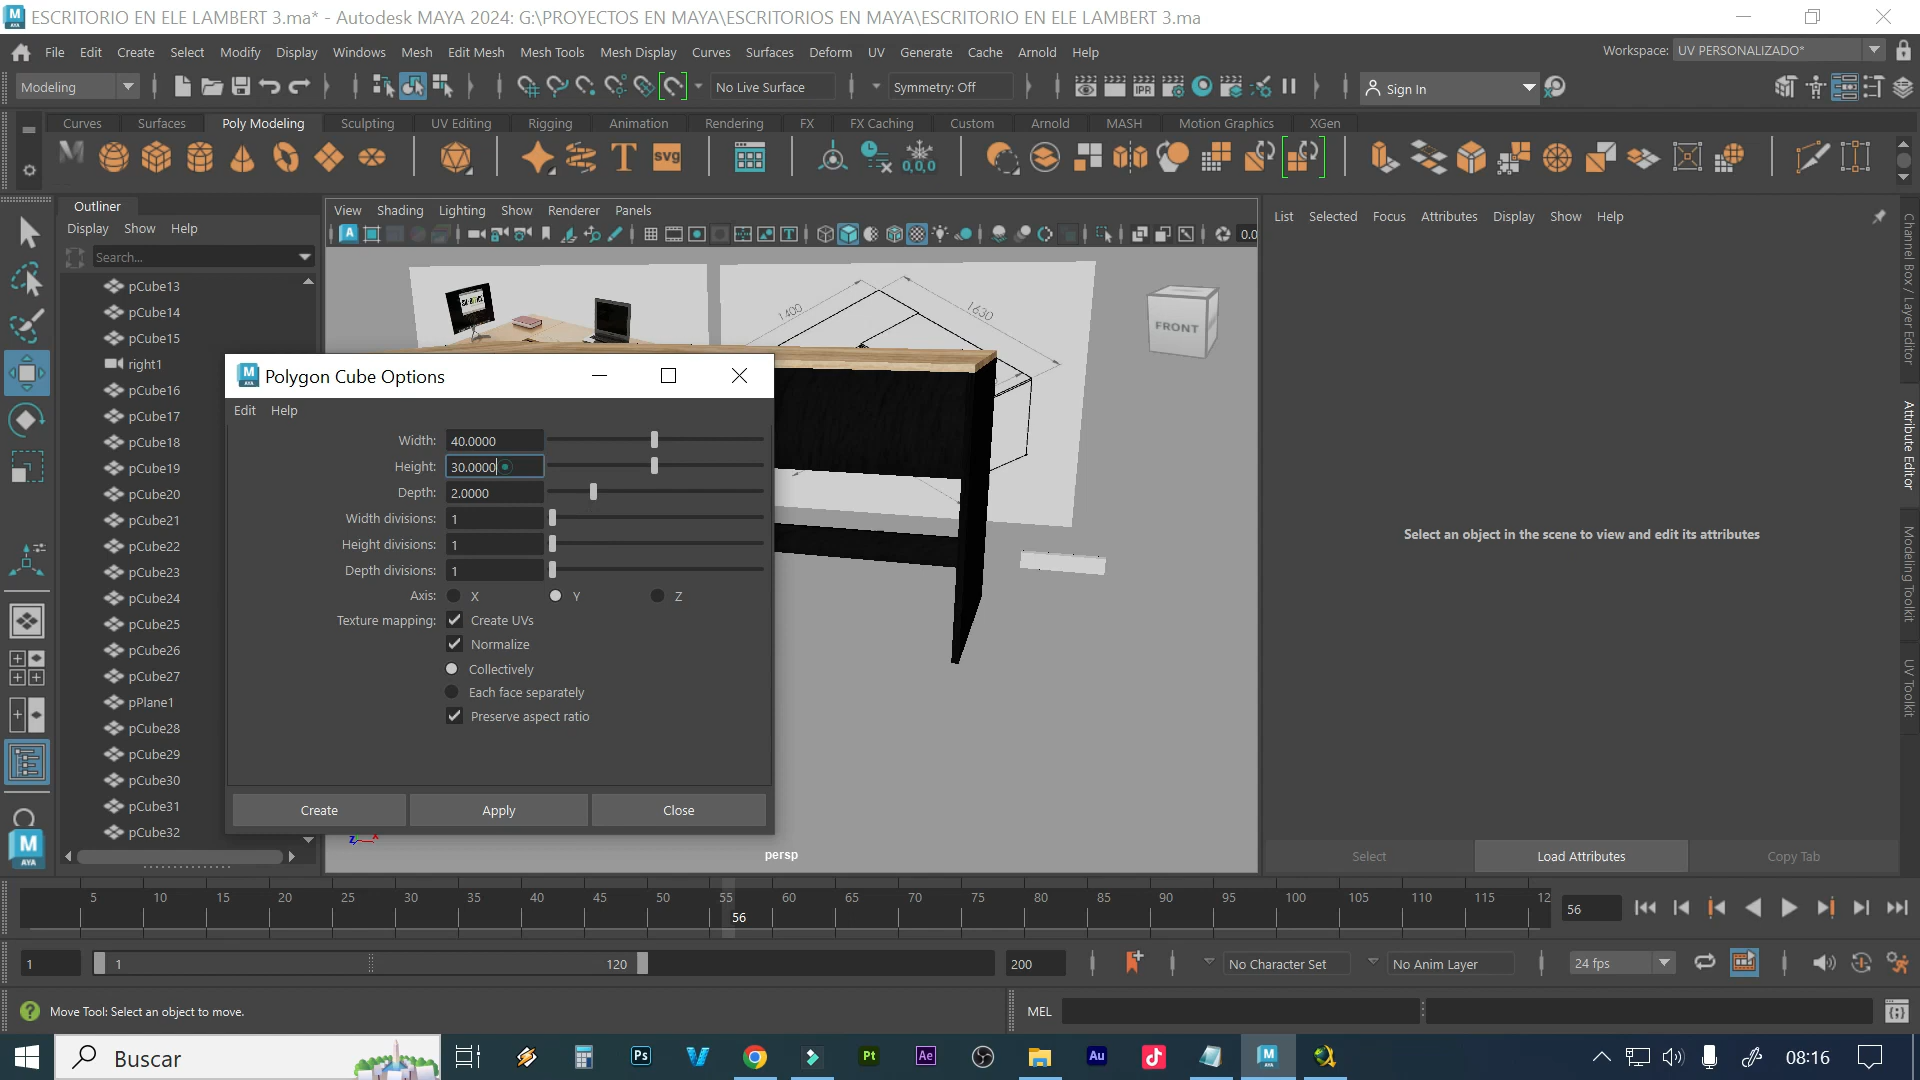 ESCRITORIO EN ELE LAMBERT 3.ma* - Autodesk MAYA 2024: G:\PROYECTOS EN MAYA\ESCRITORIOS EN MAYA\ESCRITORIO EN ELE LAMBERT 3.ma
File Edit Create Select Modify Display Windows Mesh Edit Mesh Mesh Tools Mesh Display Curves Surfaces Deform UV Generate Cache Arnold Help
Workspace: UV PERSONALIZADO*
Modeling
No Live Surface
Symmetry: Off
Sign In
Curves Surfaces Poly Modeling Sculpting UV Editing Rigging Animation Rendering FX FX Caching Custom Arnold MASH Motion Graphics XGen
Outliner
Display Show Help
Search...
pCube13
pCube14
pCube15
right1
pCube16
pCube17
pCube18
pCube19
pCube20
pCube21
pCube22
pCube23
pCube24
pCube25
pCube26
pCube27
pPlane1
pCube28
pCube29
pCube30
pCube31
pCube32
View Shading Lighting Show Renderer Panels
0.0
1400
1630
FRONT
persp
Polygon Cube Options
Edit Help
Width: 40.0000
Height: 30.0000
Depth: 2.0000
Width divisions: 1
Height divisions: 1
Depth divisions: 1
Axis: X Y Z
Texture mapping: Create UVs
Normalize
Collectively
Each face separately
Preserve aspect ratio
Create Apply Close
List Selected Focus Attributes Display Show Help
Select an object in the scene to view and edit its attributes
Select Load Attributes Copy Tab
Channel Box / Layer Editor
Attribute Editor
Modeling Toolkit
UV Toolkit
5 10 15 20 25 30 35 40 45 50 55 60 65 70 75 80 85 90 95 100 105 110 115 12
56
56
1
1
120
200
No Character Set
No Anim Layer
24 fps
Move Tool: Select an object to move.
MEL
Buscar
08:16